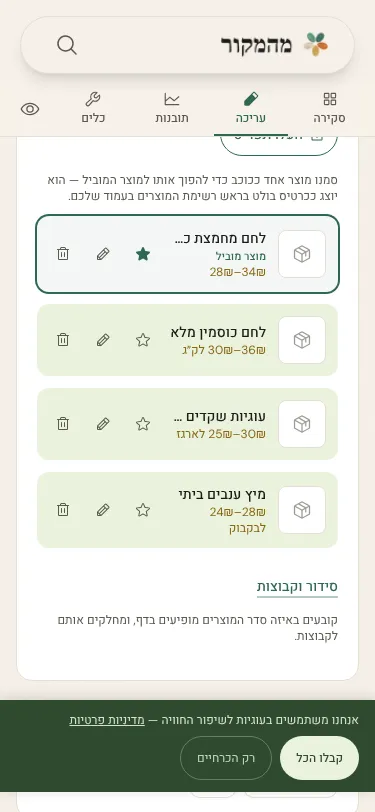 מהמקור
סקירה
עריכה
תובנות
כלים
סמנו מוצר אחד ככוכב כדי להפוך אותו למוצר המוביל — הוא
יוצג ככרטיס בולט בראש רשימת המוצרים בעמוד שלכם.
לחם מחמצת כ...
מוצר מוביל
28₪–34₪
לחם כוסמין מלא
30₪–36₪ לק"ג
עוגיות שקדים ...
25₪–30₪ לארגז
מיץ ענבים ביתי
24₪–28₪
לבקבוק
סידור וקבוצות
קובעים באיזה סדר המוצרים מופיעים בדף, ומחלקים אותם
לקבוצות.
אנחנו משתמשים בעוגיות לשיפור החוויה — מדיניות פרטיות
קבלו הכל
רק הכרחיים